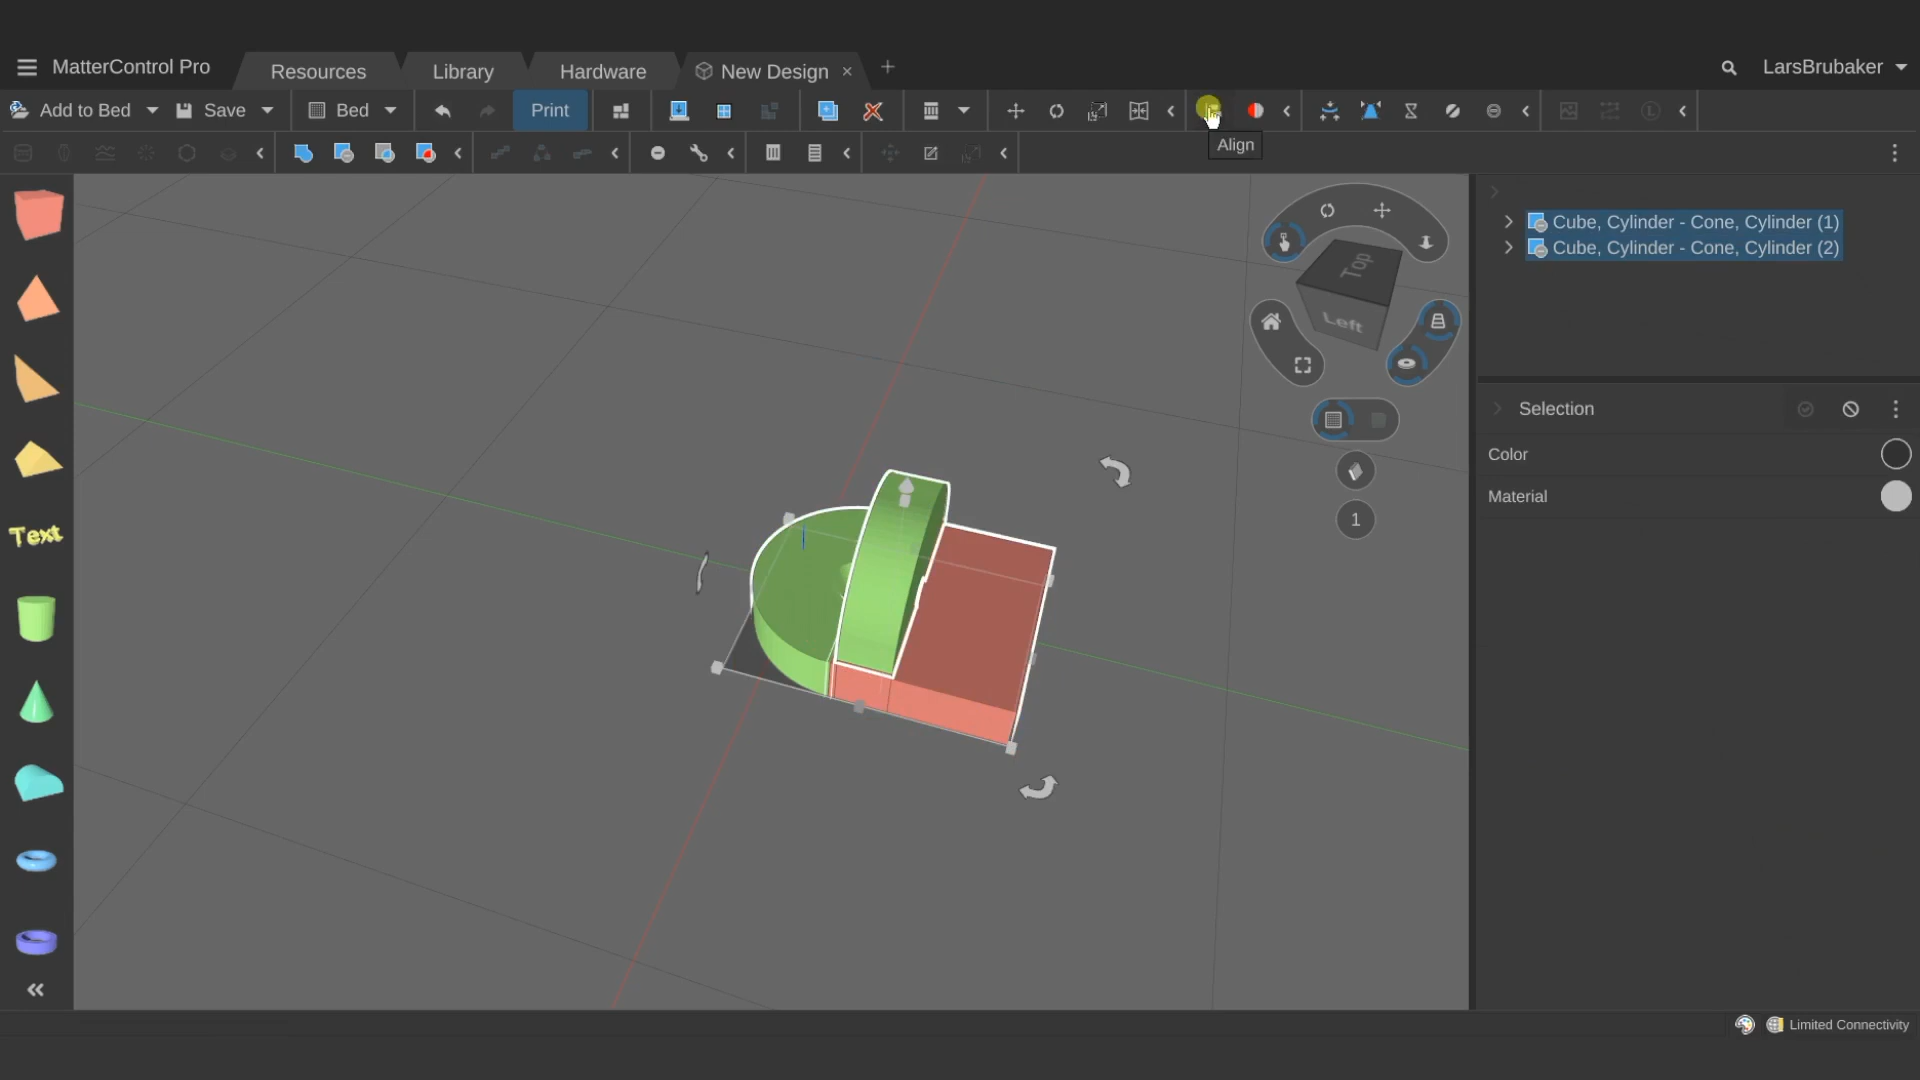 MatterControl Pro
Resources
Library
Hardware
New Design
LarsBrubaker
Add to Bed
Save
Bed
Print
Align
Cube, Cylinder - Cone, Cylinder (1)
Cube, Cylinder - Cone, Cylinder (2)
Top
Left
Selection
Color
Material
1
Text
Limited Connectivity